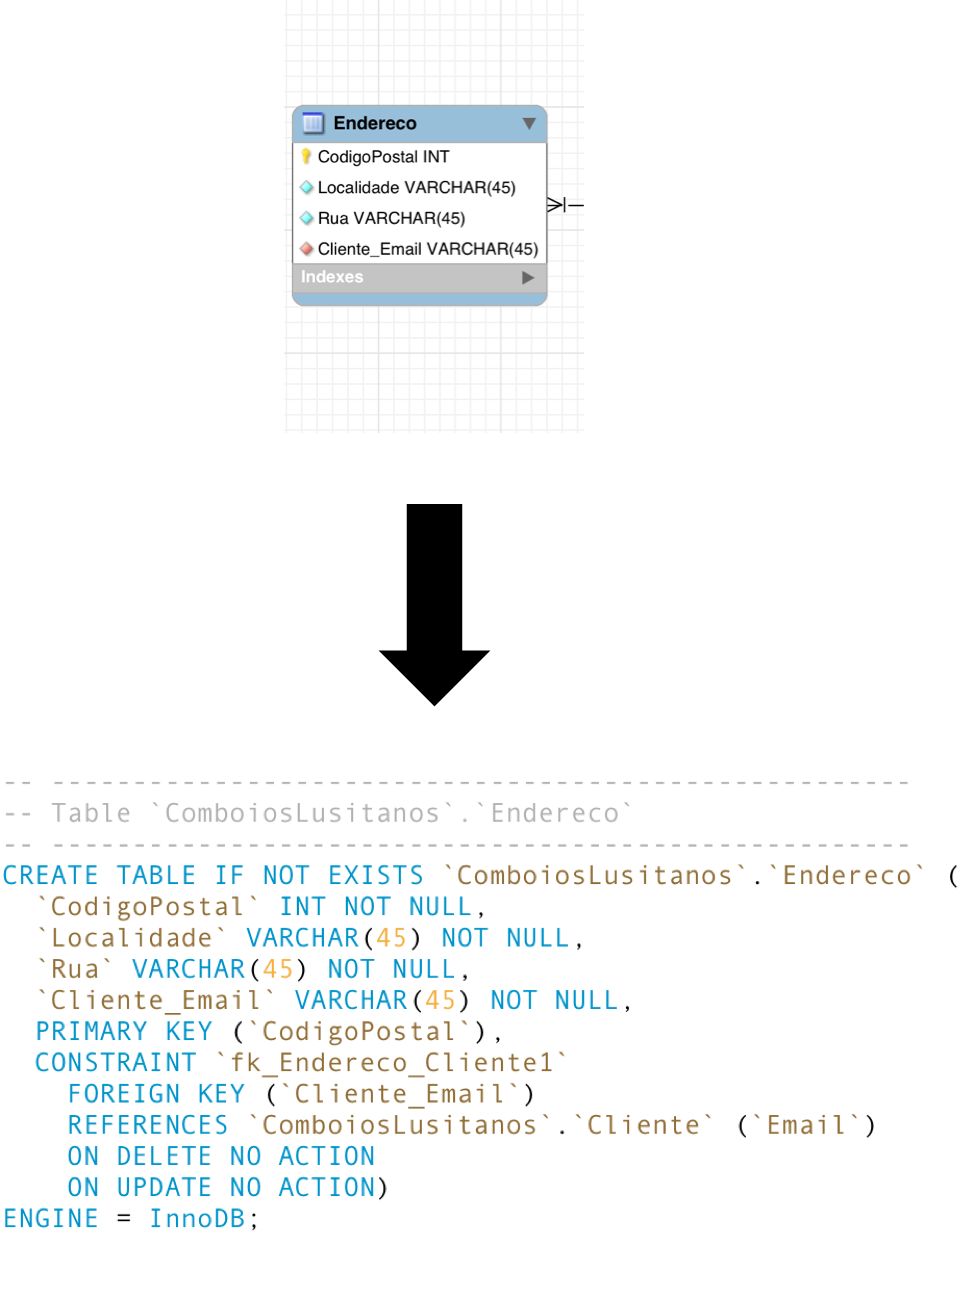 Endereco
CodigoPostal INT
Localidade VARCHAR(45)
Rua VARCHAR(45)
Cliente_Email VARCHAR(45)
Indexes
-- -----------------------------------------------------
-- Table `ComboiosLusitanos`.`Endereco`
-- -----------------------------------------------------
CREATE TABLE IF NOT EXISTS `ComboiosLusitanos`.`Endereco` (
  `CodigoPostal` INT NOT NULL,
  `Localidade` VARCHAR(45) NOT NULL,
  `Rua` VARCHAR(45) NOT NULL,
  `Cliente_Email` VARCHAR(45) NOT NULL,
  PRIMARY KEY (`CodigoPostal`),
  CONSTRAINT `fk_Endereco_Cliente1`
    FOREIGN KEY (`Cliente_Email`)
    REFERENCES `ComboiosLusitanos`.`Cliente` (`Email`)
    ON DELETE NO ACTION
    ON UPDATE NO ACTION)
ENGINE = InnoDB;